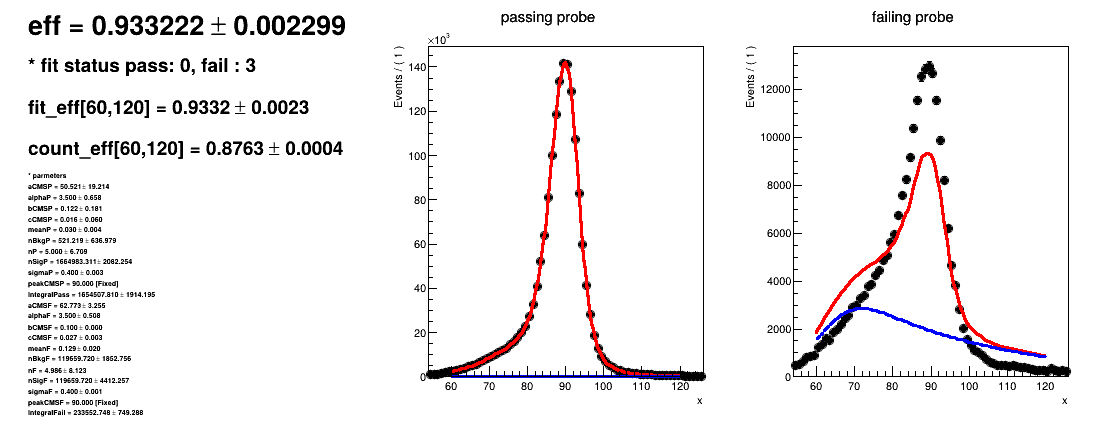 eff = 0.933222 ± 0.002299
* fit status pass: 0, fail : 3
fit_eff[60,120] = 0.9332 ± 0.0023
count_eff[60,120] = 0.8763 ± 0.0004
* parmeters
aCMSP = 50.521 ± 19.214
alphaP = 3.500 ± 0.658
bCMSP = 0.122 ± 0.181
cCMSP = 0.016 ± 0.060
meanP = 0.030 ± 0.004
nBkgP = 521.219 ± 636.979
nP = 5.000 ± 6.709
nSigP = 1664983.311 ± 2082.254
sigmaP = 0.400 ± 0.003
peakCMSP = 90.000 [Fixed]
integralPass = 1654507.810 ± 1914.195
aCMSF = 62.773 ± 3.255
alphaF = 3.500 ± 0.508
bCMSF = 0.100 ± 0.000
cCMSF = 0.027 ± 0.003
meanF = 0.129 ± 0.020
nBkgF = 119659.720 ± 1852.756
nF = 4.986 ± 8.123
nSigF = 119659.720 ± 4412.257
sigmaF = 0.400 ± 0.001
peakCMSF = 90.000 [Fixed]
integralFail = 233552.748 ± 749.288
passing probe
×10³
Events / ( 1 )
140
120
100
80
60
40
20
0
60 70 80 90 100 110 120
x
failing probe
Events / ( 1 )
12000
10000
8000
6000
4000
2000
0
60 70 80 90 100 110 120
x